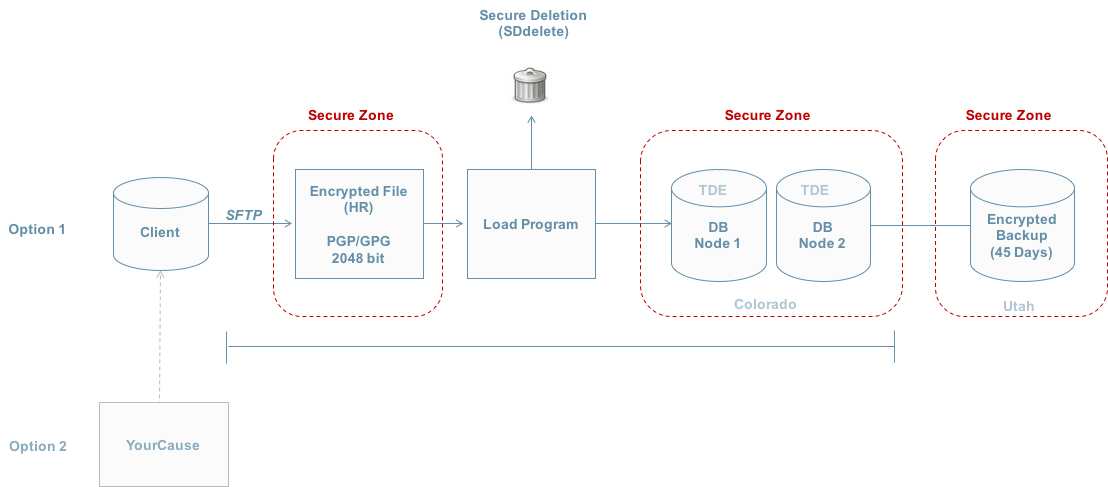 Secure Deletion
(SDdelete)
Secure Zone
Secure Zone
Secure Zone
Option 1
Client
SFTP
Encrypted File
(HR)
PGP/GPG
2048 bit
Load Program
TDE
DB
Node 1
TDE
DB
Node 2
Encrypted
Backup
(45 Days)
Colorado
Utah
Option 2
YourCause